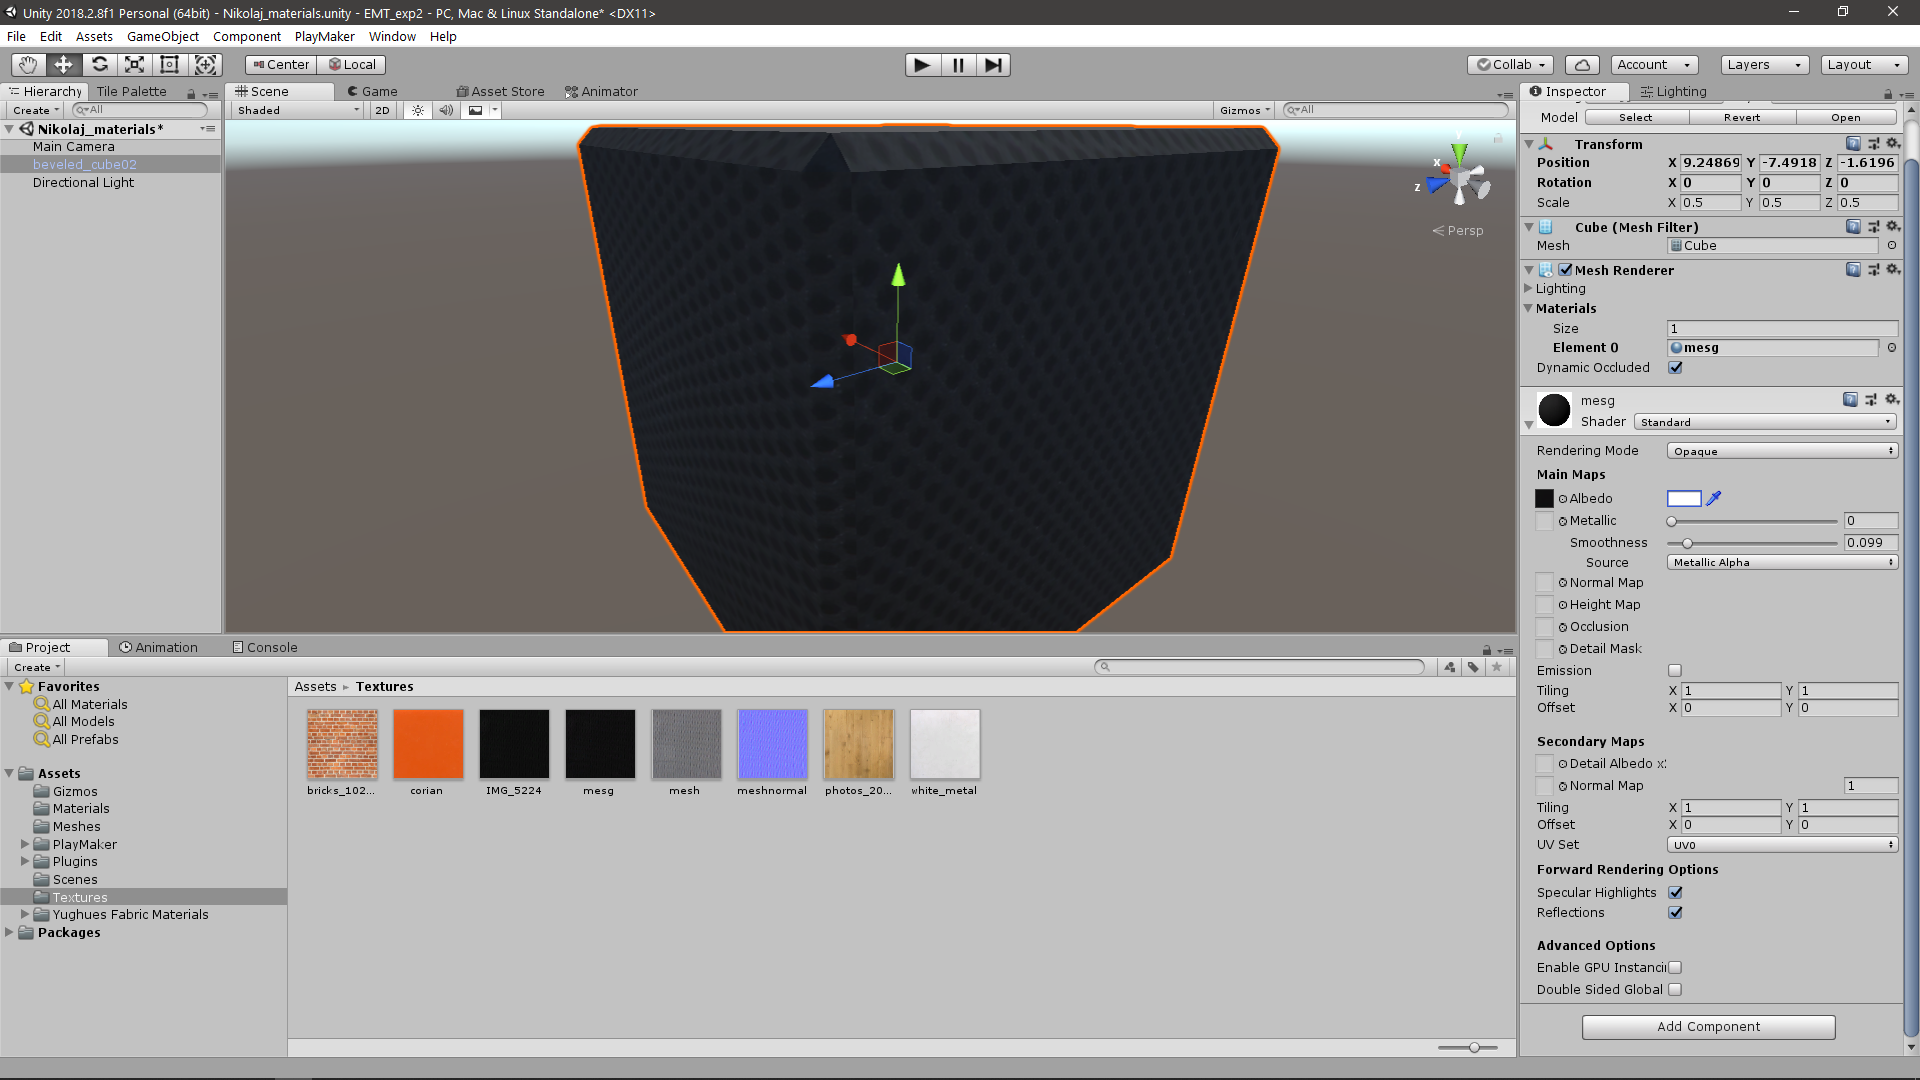 Unity 2018.2.8f1 Personal (64bit) - Nikolaj_materials.unity - EMT_exp2 - PC, Mac & Linux Standalone* <DX11>
File Edit Assets GameObject Component PlayMaker Window Help
Center Local Collab Account Layers Layout
Hierarchy Tile Palette
Create All
Nikolaj_materials*
Main Camera
beveled_cube02
Directional Light
Scene Game Asset Store Animator
Shaded 2D Gizmos All
y
x
z
Persp
Inspector Lighting
Model Select Revert Open
Transform
Position X 9.24869 Y -7.4918 Z -1.6196
Rotation X 0 Y 0 Z 0
Scale X 0.5 Y 0.5 Z 0.5
Cube (Mesh Filter)
Mesh Cube
Mesh Renderer
Lighting
Materials
Size 1
Element 0 mesg
Dynamic Occluded
mesg
Shader Standard
Rendering Mode Opaque
Main Maps
Albedo
Metallic 0
Smoothness 0.099
Source Metallic Alpha
Normal Map
Height Map
Occlusion
Detail Mask
Emission
Tiling X 1 Y 1
Offset X 0 Y 0
Secondary Maps
Detail Albedo x
Normal Map 1
Tiling X 1 Y 1
Offset X 0 Y 0
UV Set UV0
Forward Rendering Options
Specular Highlights
Reflections
Advanced Options
Enable GPU Instanci
Double Sided Global
Add Component
Project Animation Console
Create
Favorites
All Materials
All Models
All Prefabs
Assets
Gizmos
Materials
Meshes
PlayMaker
Plugins
Scenes
Textures
Yughues Fabric Materials
Packages
Assets Textures
bricks_102... corian IMG_5224 mesg mesh meshnormal photos_20... white_metal